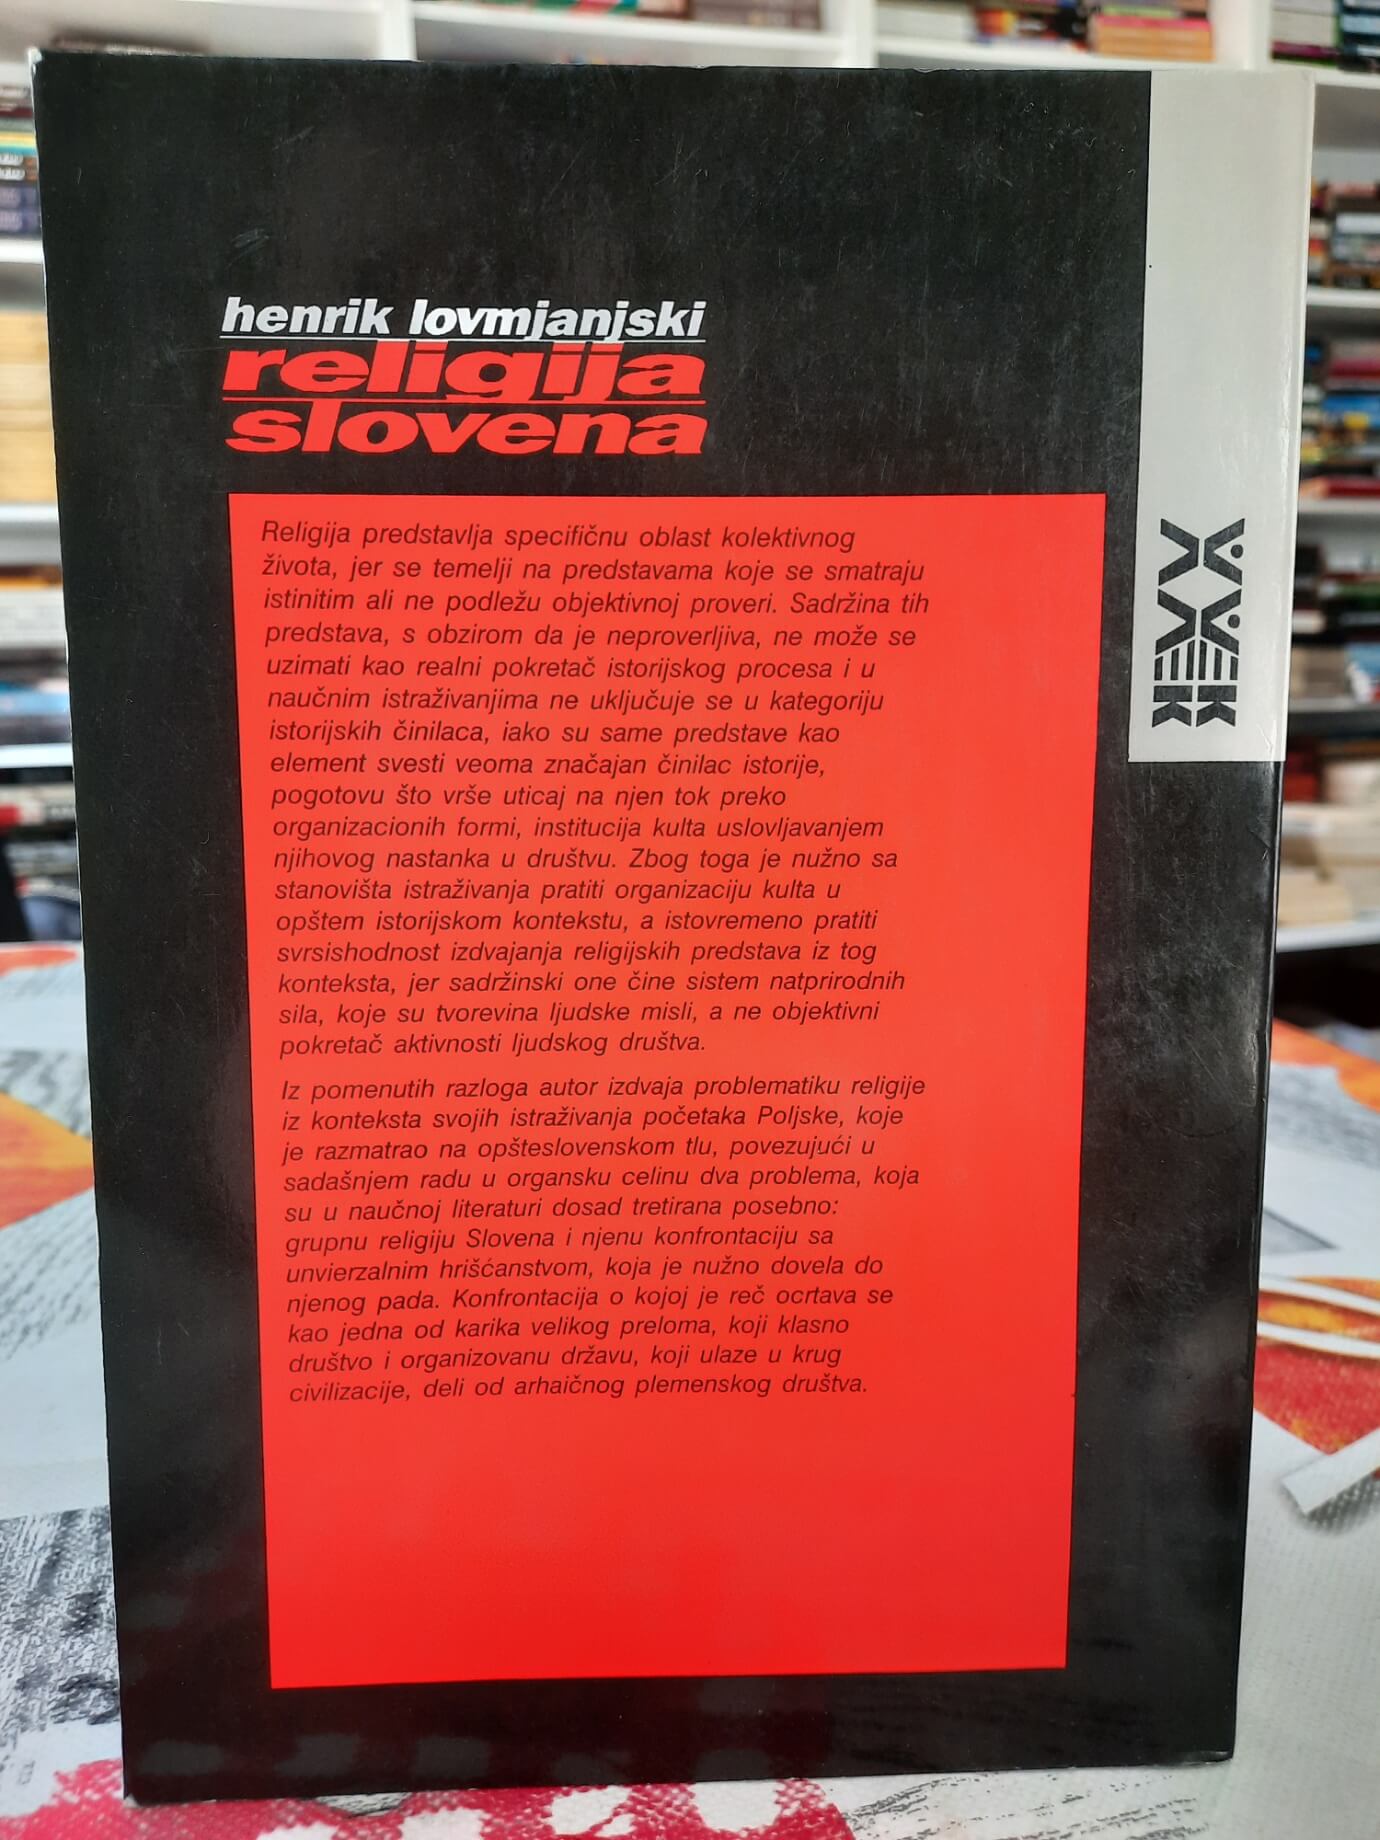 henrik lovmjanjski
religija
slovena
Religija predstavlja specifičnu oblast kolektivnog
života, jer se temelji na predstavama koje se smatraju
istinitim ali ne podležu objektivnoj proveri. Sadržina tih
predstava, s obzirom da je neproverljiva, ne može se
uzimati kao realni pokretač istorijskog procesa i u
naučnim istraživanjima ne uključuje se u kategoriju
istorijskih činilaca, iako su same predstave kao
element svesti veoma značajan činilac istorije,
pogotovu što vrše uticaj na njen tok preko
organizacionih formi, institucija kulta uslovljavanjem
njihovog nastanka u društvu. Zbog toga je nužno sa
stanovišta istraživanja pratiti organizaciju kulta u
opštem istorijskom kontekstu, a istovremeno pratiti
svrsishodnost izdvajanja religijskih predstava iz tog
konteksta, jer sadržinski one čine sistem natprirodnih
sila, koje su tvorevina ljudske misli, a ne objektivni
pokretač aktivnosti ljudskog društva.
Iz pomenutih razloga autor izdvaja problematiku religije
iz konteksta svojih istraživanja početaka Poljske, koje
je razmatrao na opšteslovenskom tlu, povezujući u
sadašnjem radu u organsku celinu dva problema, koja
su u naučnoj literaturi dosad tretirana posebno:
grupnu religiju Slovena i njenu konfrontaciju sa
unvierzalnim hrišćanstvom, koja je nužno dovela do
njenog pada. Konfrontacija o kojoj je reč ocrtava se
kao jedna od karika velikog preloma, koji klasno
društvo i organizovanu državu, koji ulaze u krug
civilizacije, deli od arhaičnog plemenskog društva.